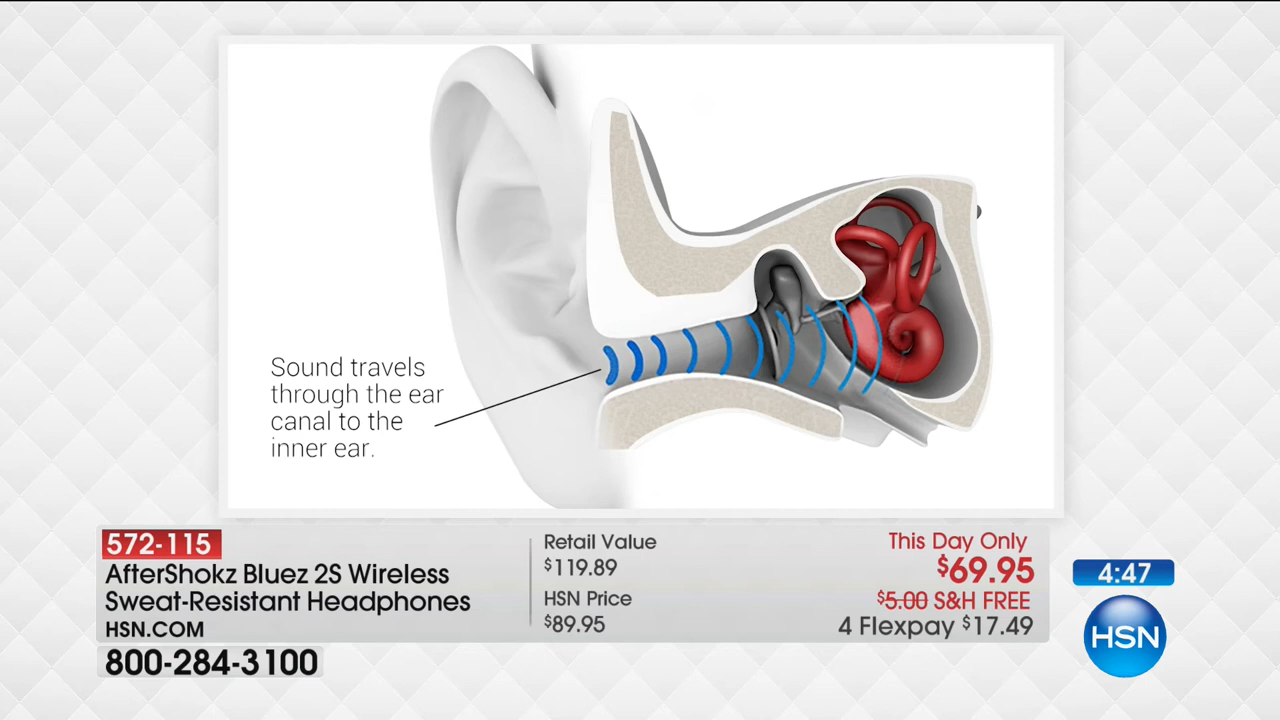 Sound travels
through the ear
canal to the
inner ear.
572-115
AfterShokz Bluez 2S Wireless
Sweat-Resistant Headphones
HSN.COM
800-284-3100
Retail Value
$119.89
HSN Price
$89.95
This Day Only
$69.95
$5.00 S&H FREE
4 Flexpay $17.49
4:47
HSN